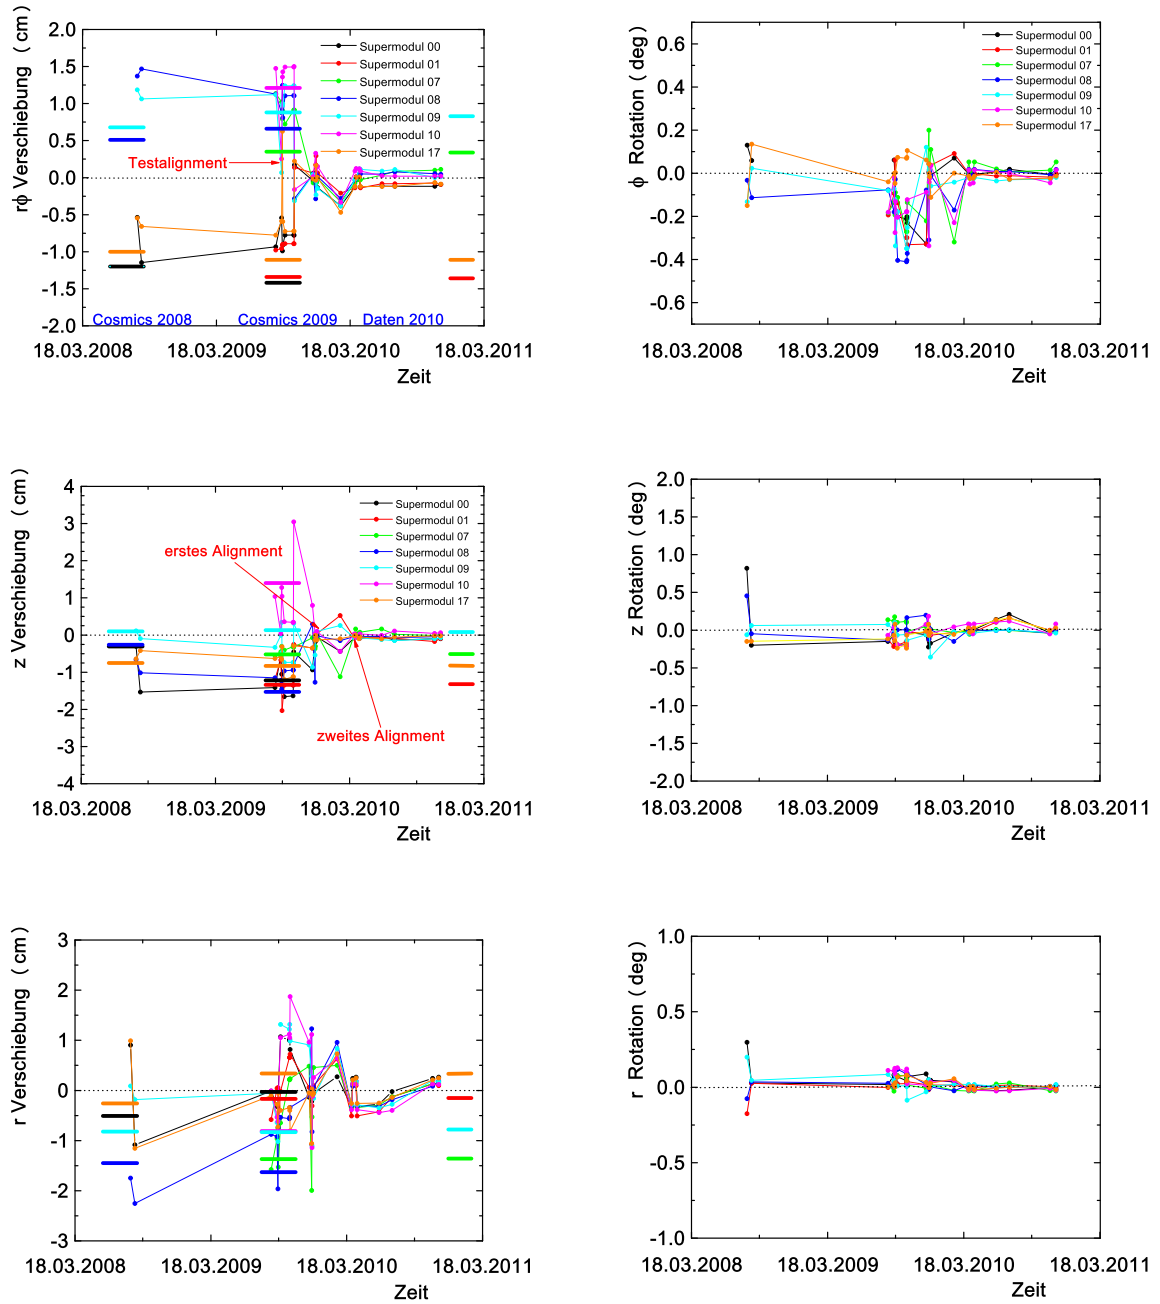 rφ Verschiebung (cm)
2.0
1.5
1.0
0.5
0.0
-0.5
-1.0
-1.5
2.0
Supermodul 00
Supermodul 01
Supermodul 07
Supermodul 08
Supermodul 09
Supermodul 10
Supermodul 17
Testalignment
Cosmics 2008
Cosmics 2009
Daten 2010
18.03.2008
18.03.2009
18.03.2010
18.03.2011
Zeit
ϕ Rotation (deg)
0.6
0.4
0.2
0.0
-0.2
-0.4
-0.6
Supermodul 00
Supermodul 01
Supermodul 07
Supermodul 08
Supermodul 09
Supermodul 10
Supermodul 17
18.03.2008
18.03.2009
18.03.2010
18.03.2011
Zeit
z Verschiebung (cm)
4
3
2
1
0
-1
-2
-3
-4
Supermodul 00
Supermodul 01
Supermodul 07
Supermodul 08
Supermodul 09
Supermodul 10
Supermodul 17
erstes Alignment
zweites Alignment
18.03.2008
18.03.2009
18.03.2010
18.03.2011
Zeit
z Rotation (deg)
2.0
1.5
1.0
0.5
0.0
-0.5
-1.0
-1.5
-2.0
18.03.2008
18.03.2009
18.03.2010
18.03.2011
Zeit
r Verschiebung (cm)
3
2
1
0
-1
-2
-3
18.03.2008
18.03.2009
18.03.2010
18.03.2011
Zeit
r Rotation (deg)
1.0
0.5
0.0
-0.5
-1.0
18.03.2008
18.03.2009
18.03.2010
18.03.2011
Zeit